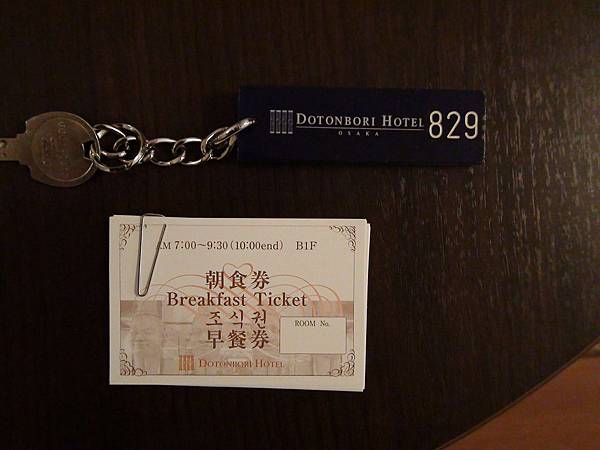 DOTONBORI HOTEL
OSAKA
829
AM 7:00～9:30 (10:00end) B1F
朝食券
Breakfast Ticket
조식권
早餐券
ROOM No.
DOTONBORI HOTEL